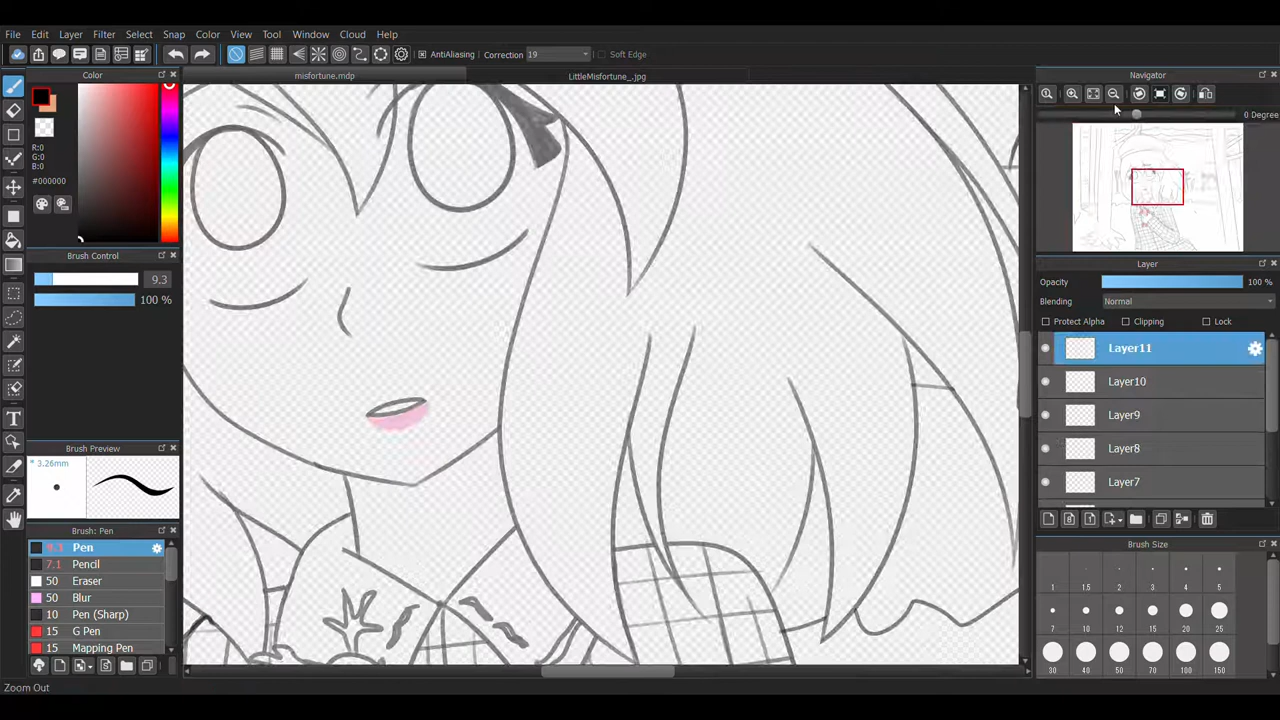 File Edit Layer Filter Select Snap Color View Tool Window Cloud Help
AntiAliasing Correction 19 Soft Edge
Color
misfortune.mdp
LittleMisfortune_.jpg
Navigator
R:0
G:0
B:0
#000000
0 Degree
Brush Control
9.3
100 %
Layer
Opacity 100 %
Blending Normal
Protect Alpha Clipping Lock
Layer11
Layer10
Layer9
Layer8
Layer7
Brush Preview
* 3.26mm
Brush: Pen
9.3 Pen
7.1 Pencil
50 Eraser
50 Blur
10 Pen (Sharp)
15 G Pen
15 Mapping Pen
Brush Size
1 1.5 2 3 4 5
7 10 12 15 20 25
30 40 50 70 100 150
Zoom Out